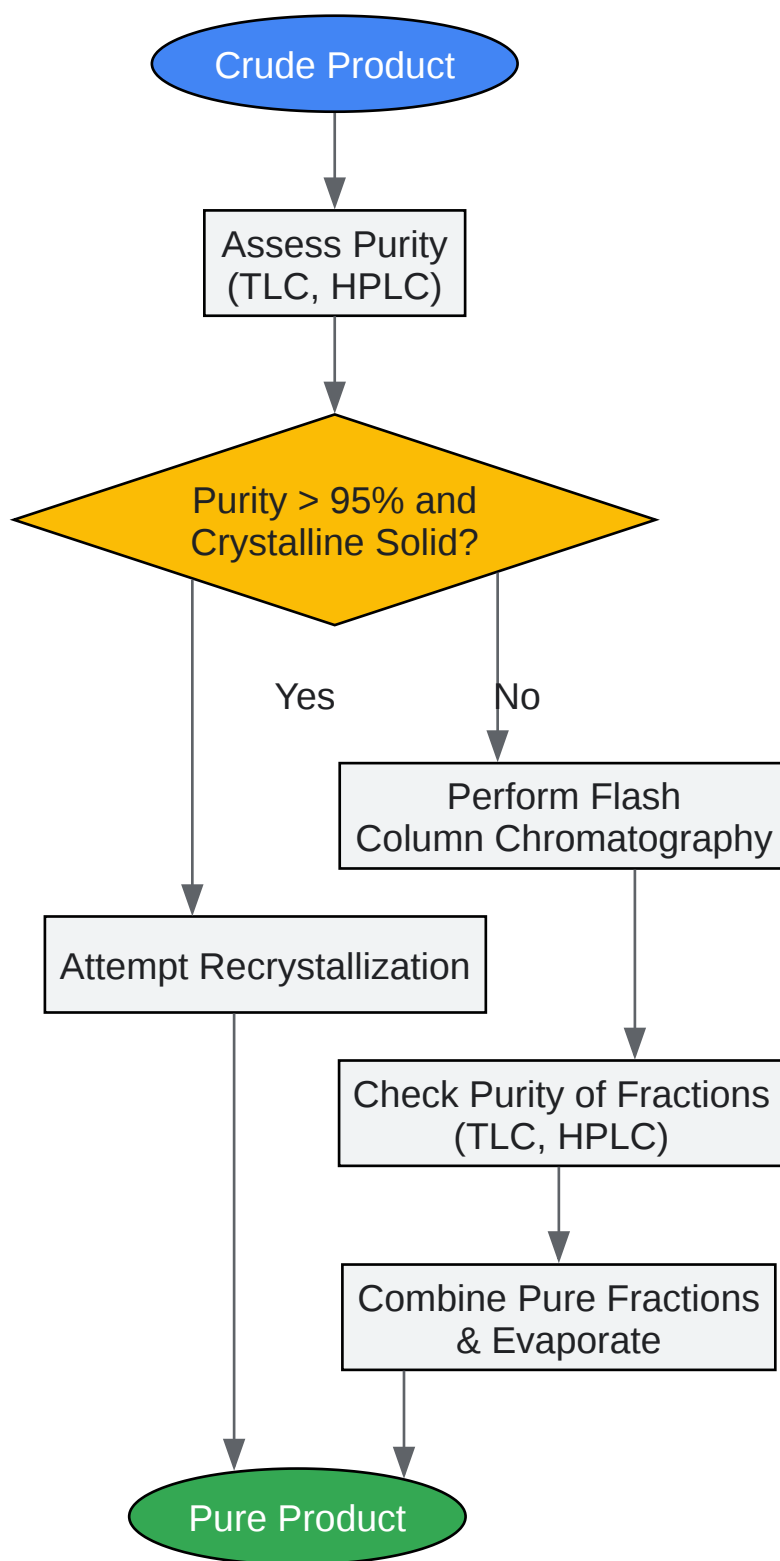 Crude Product
Assess Purity
(TLC, HPLC)
Purity > 95% and
Crystalline Solid?
Yes
No
Perform Flash
Column Chromatography
Attempt Recrystallization
Check Purity of Fractions
(TLC, HPLC)
Combine Pure Fractions
& Evaporate
Pure Product